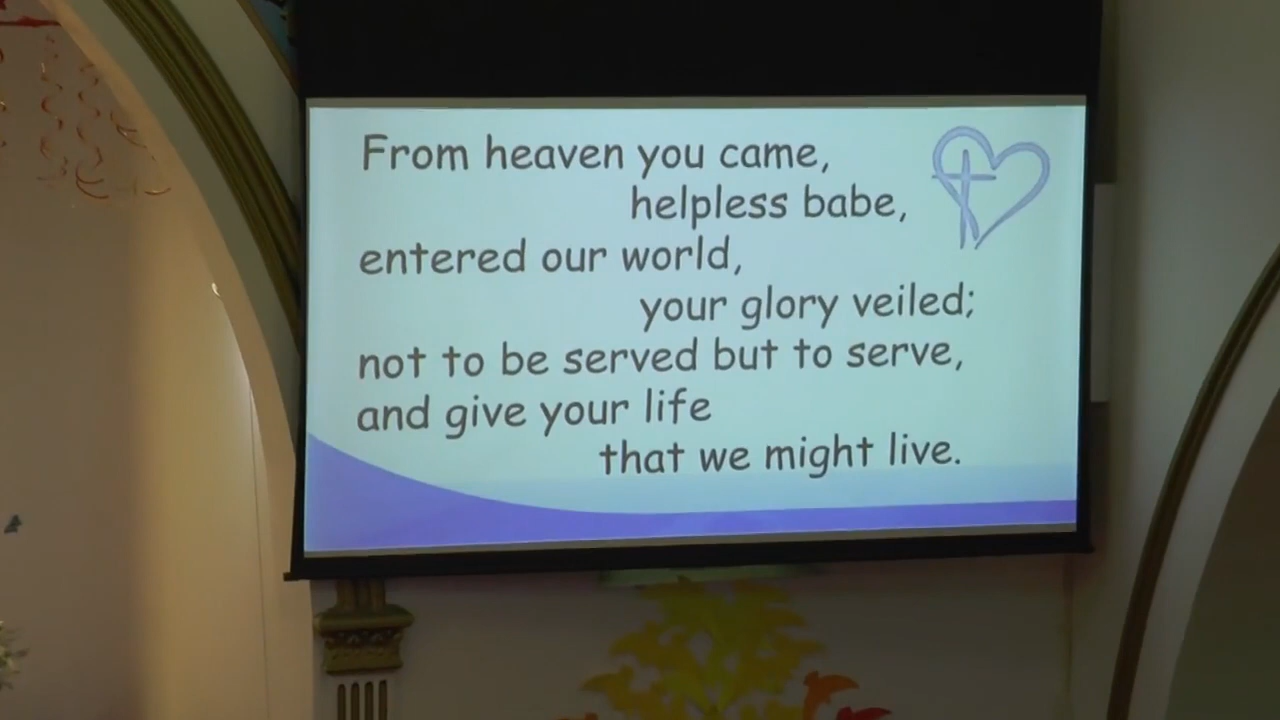 From heaven you came,
helpless babe,
entered our world,
your glory veiled;
not to be served but to serve,
and give your life
that we might live.